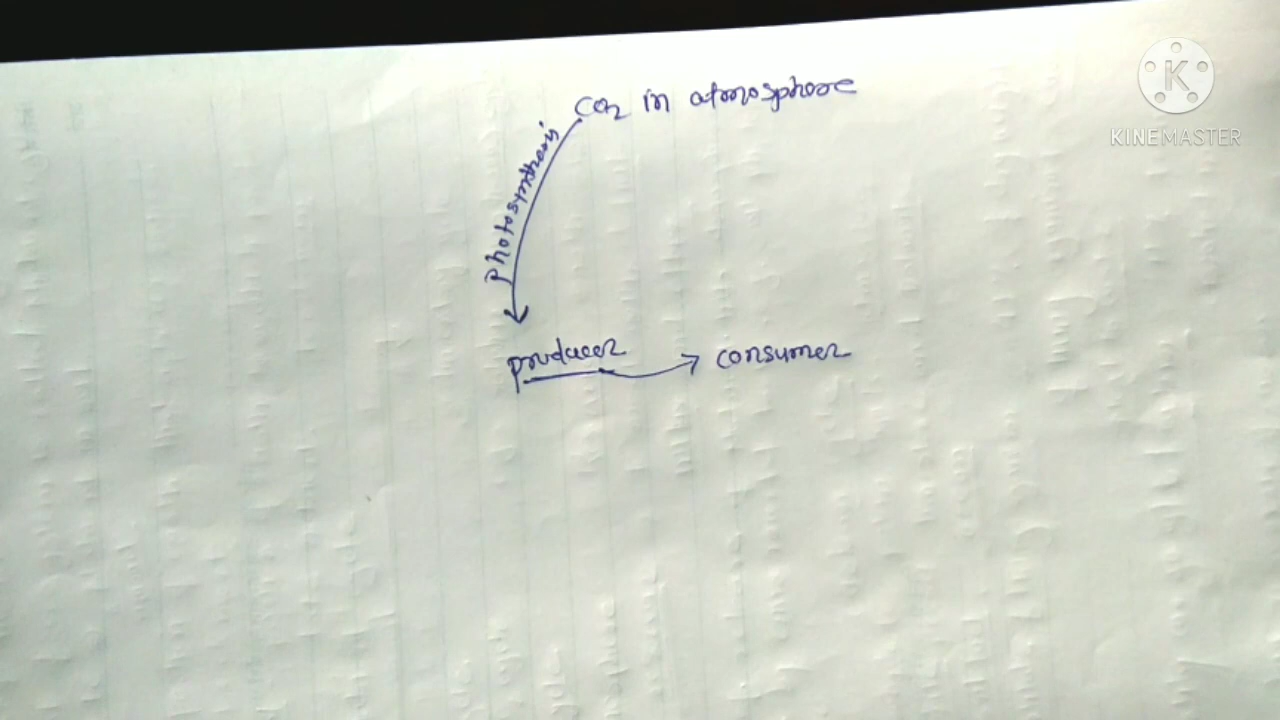 CO2 in atmosphere
Photosynthesis
producer
consumer
K
KINEMASTER